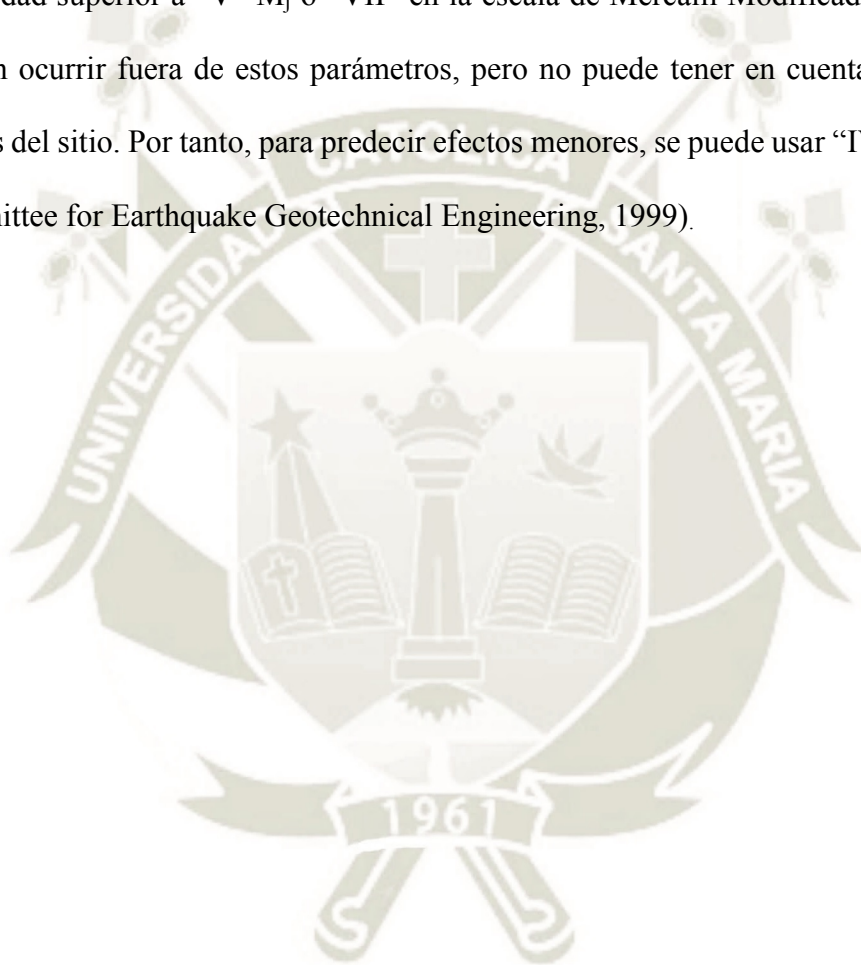 dad superior a “V” Mj o “VII” en la escala de Mercalli Modificad
n ocurrir fuera de estos parámetros, pero no puede tener en cuenta
s del sitio. Por tanto, para predecir efectos menores, se puede usar
ittee for Earthquake Geotechnical Engineering, 1999).
UNIVERSIDAD CATOLICA SANTA MARIA
1961